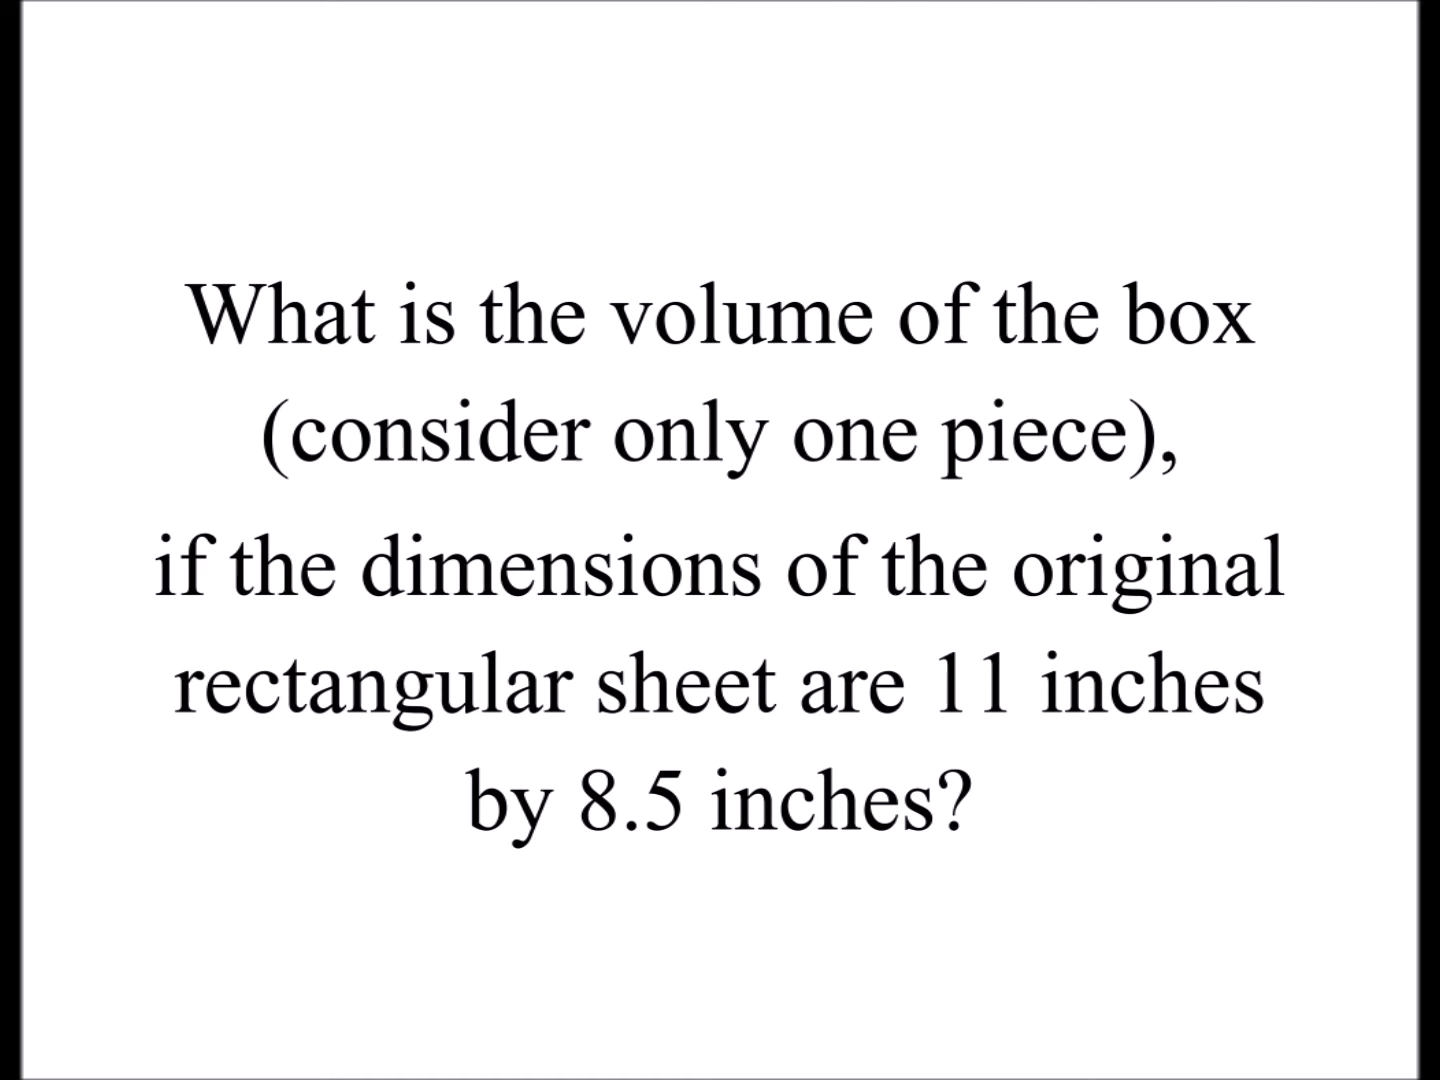 What is the volume of the box
(consider only one piece),
if the dimensions of the original
rectangular sheet are 11 inches
by 8.5 inches?